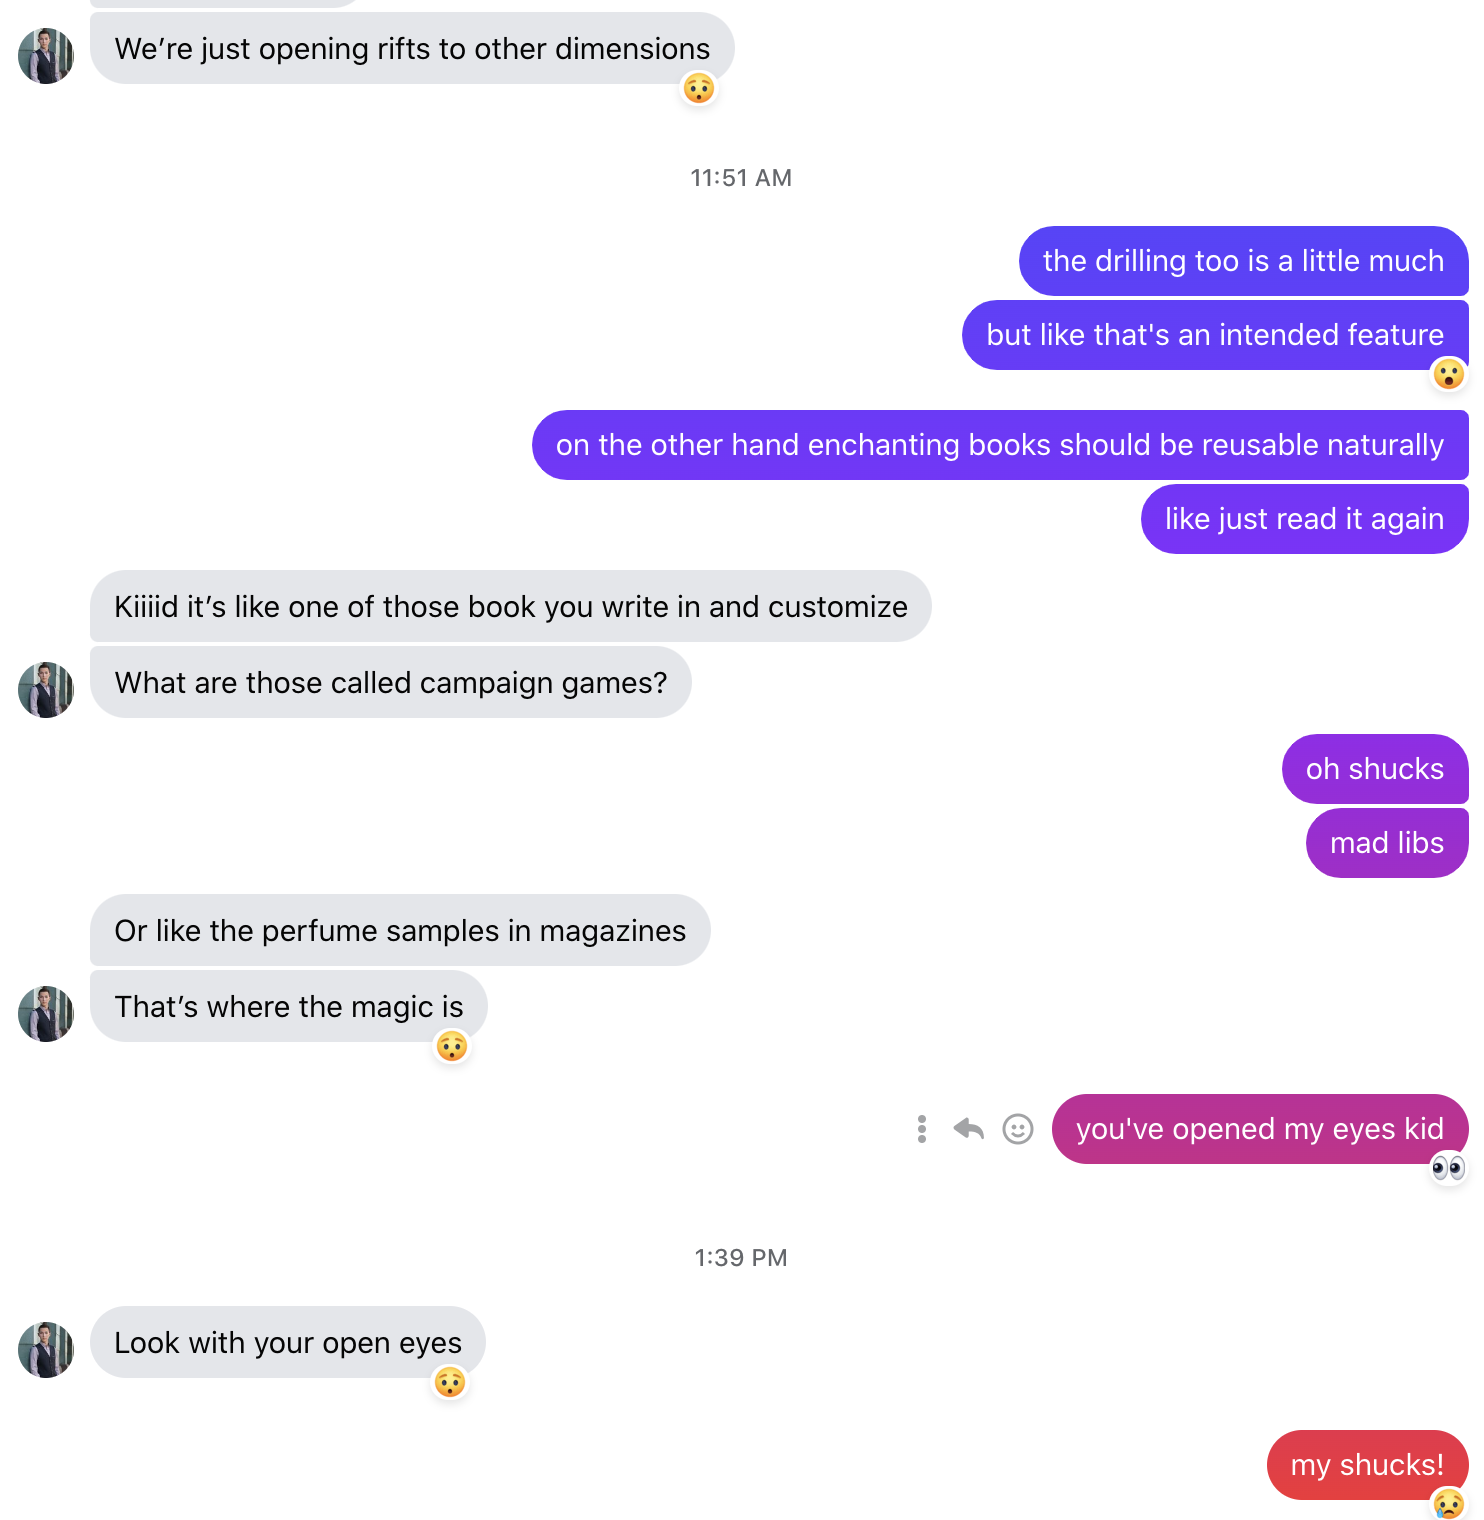 We’re just opening rifts to other dimensions
11:51 AM
the drilling too is a little much
but like that's an intended feature
on the other hand enchanting books should be reusable naturally
like just read it again
Kiiiid it’s like one of those book you write in and customize
What are those called campaign games?
oh shucks
mad libs
Or like the perfume samples in magazines
That’s where the magic is
you've opened my eyes kid
1:39 PM
Look with your open eyes
my shucks!